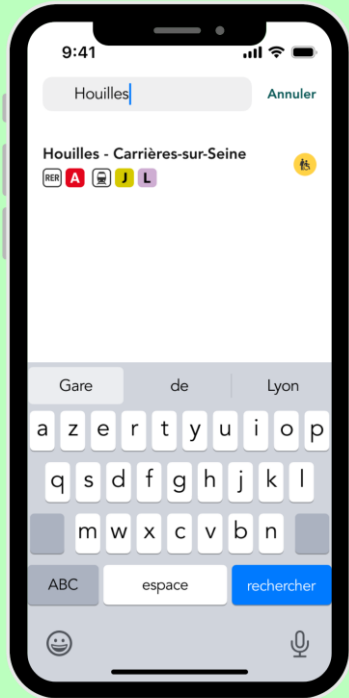 9:41
Houilles
Annuler
Houilles - Carrières-sur-Seine
RER A J L
Gare de Lyon
a z e r t y u i o p
q s d f g h j k l
m w x c v b n
ABC espace rechercher